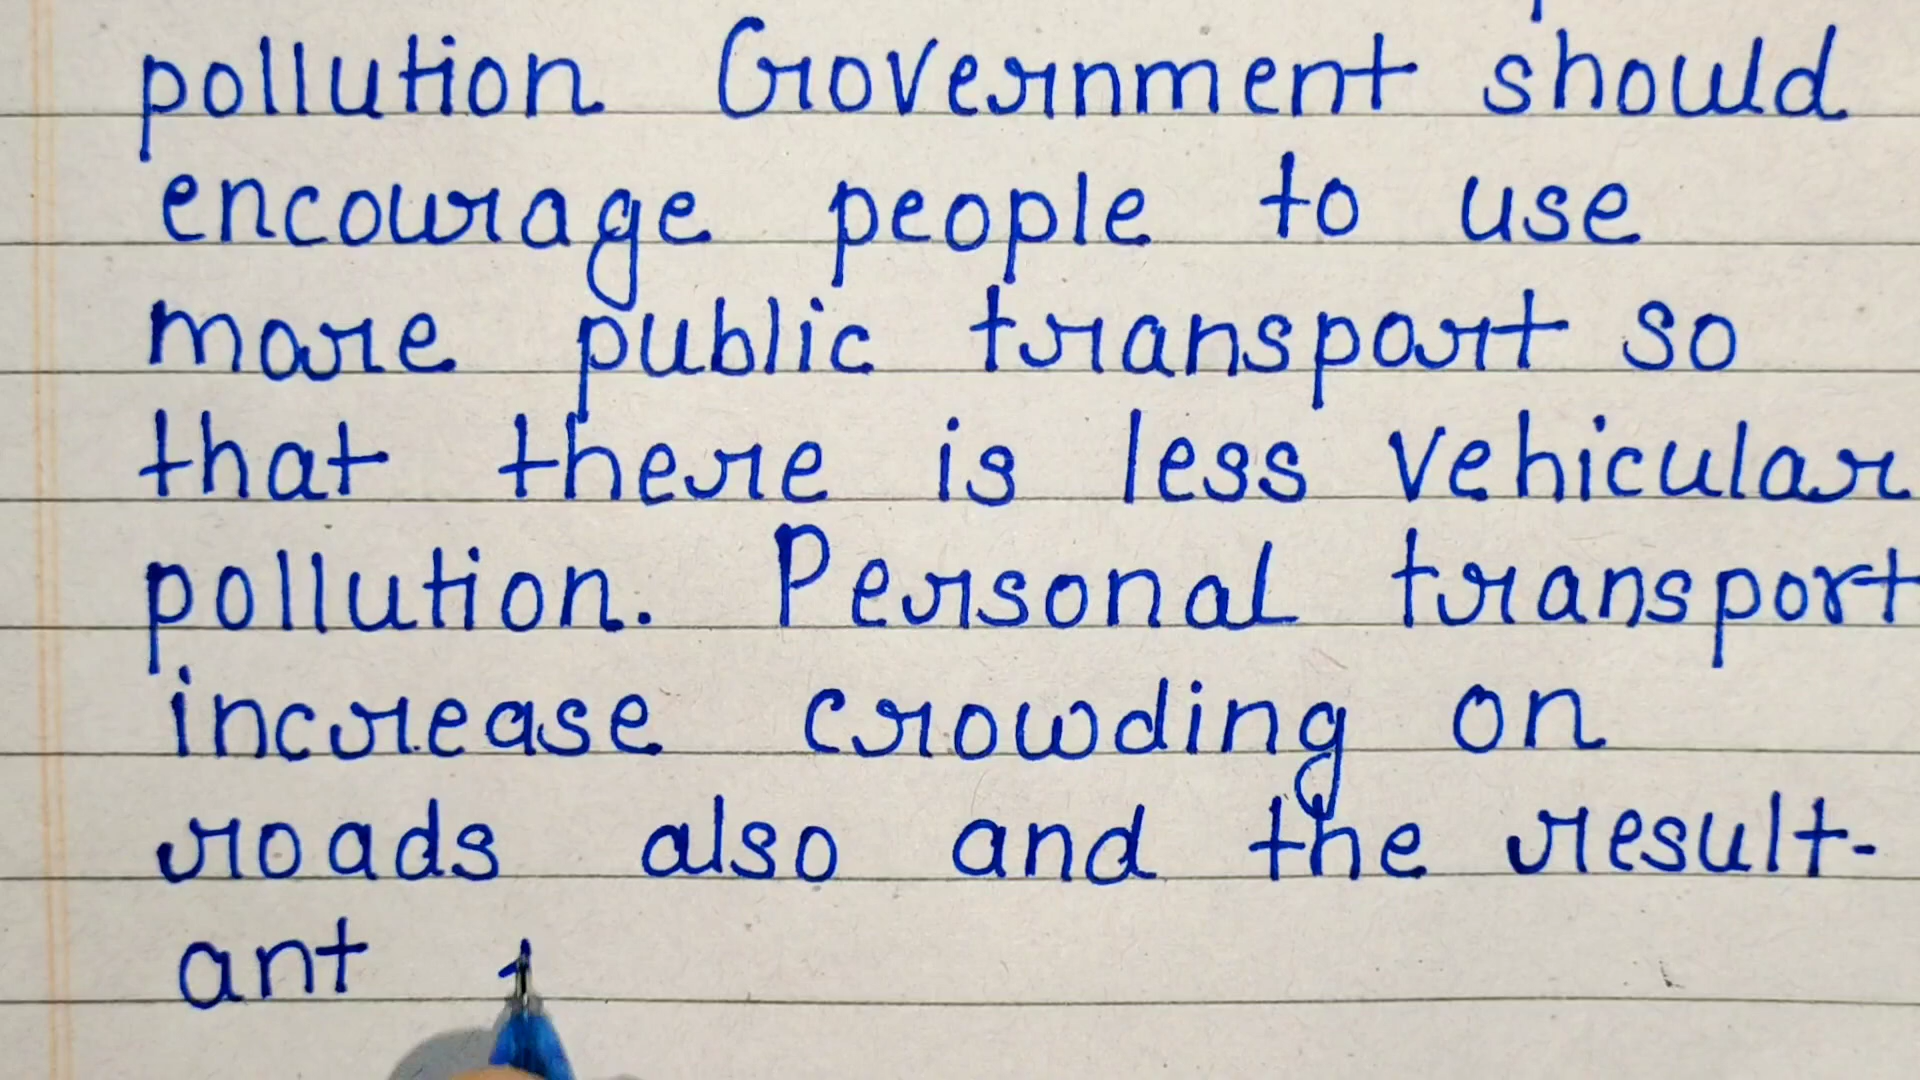 pollution Government should
encourage people to use
more public transport so
that there is less vehicular
pollution. Personal transport
increase crowding on
roads also and the result-
ant